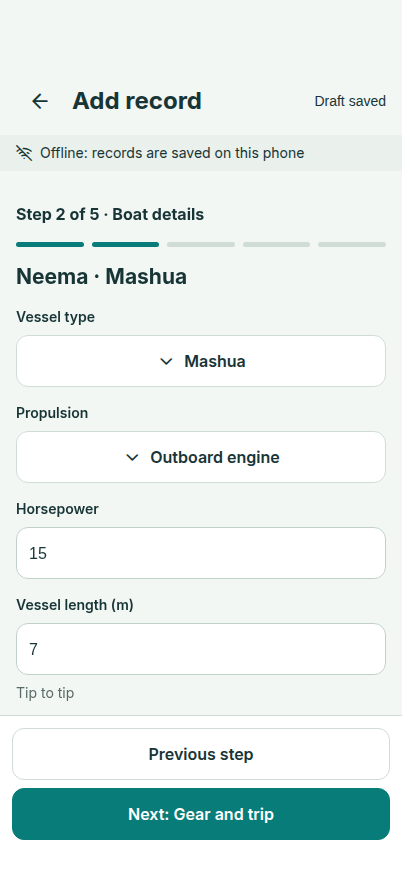 Add record
Draft saved
Offline: records are saved on this phone
Step 2 of 5 · Boat details
Neema · Mashua
Vessel type
Mashua
Propulsion
Outboard engine
Horsepower
15
Vessel length (m)
7
Tip to tip
Previous step
Next: Gear and trip